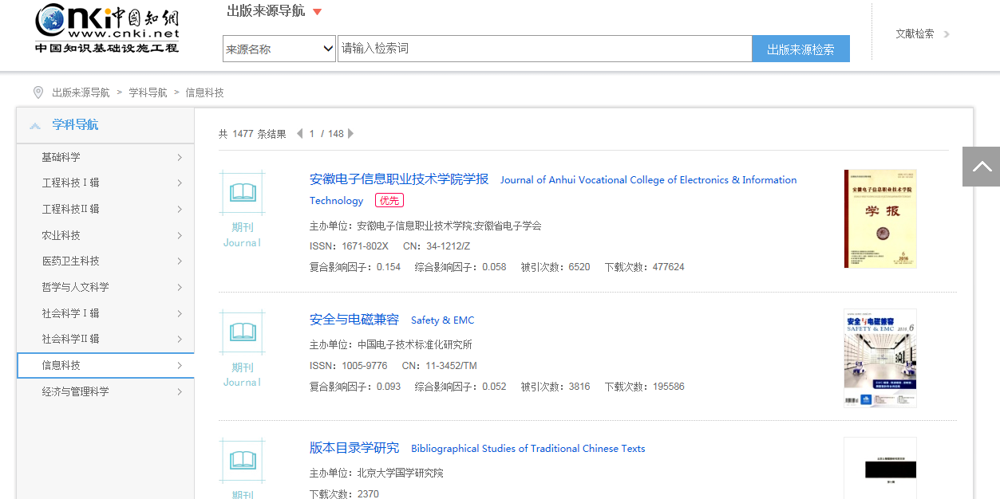 Cnki中国知网
www.cnki.net
中国知识基础设施工程
出版来源导航
来源名称
请输入检索词
出版来源检索
文献检索
出版来源导航 > 学科导航 > 信息科技
学科导航
基础科学
工程科技 I 辑
工程科技II 辑
农业科技
医药卫生科技
哲学与人文科学
社会科学 I 辑
社会科学II 辑
信息科技
经济与管理科学
共 1477 条结果 1 / 148
期刊
Journal
安徽电子信息职业技术学院学报 Journal of Anhui Vocational College of Electronics & Information
Technology 优先
主办单位：安徽电子信息职业技术学院;安徽省电子学会
ISSN：1671-802X CN：34-1212/Z
复合影响因子：0.154 综合影响因子：0.058 被引次数：6520 下载次数：477624
安徽电子信息职业技术学院
学报
6
2016
期刊
Journal
安全与电磁兼容 Safety & EMC
主办单位：中国电子技术标准化研究所
ISSN：1005-9776 CN：11-3452/TM
复合影响因子：0.093 综合影响因子：0.052 被引次数：3816 下载次数：195586
安全与电磁兼容
SAFETY & EMC 2018.6
期刊
版本目录学研究 Bibliographical Studies of Traditional Chinese Texts
主办单位：北京大学国学研究院
下载次数：2370